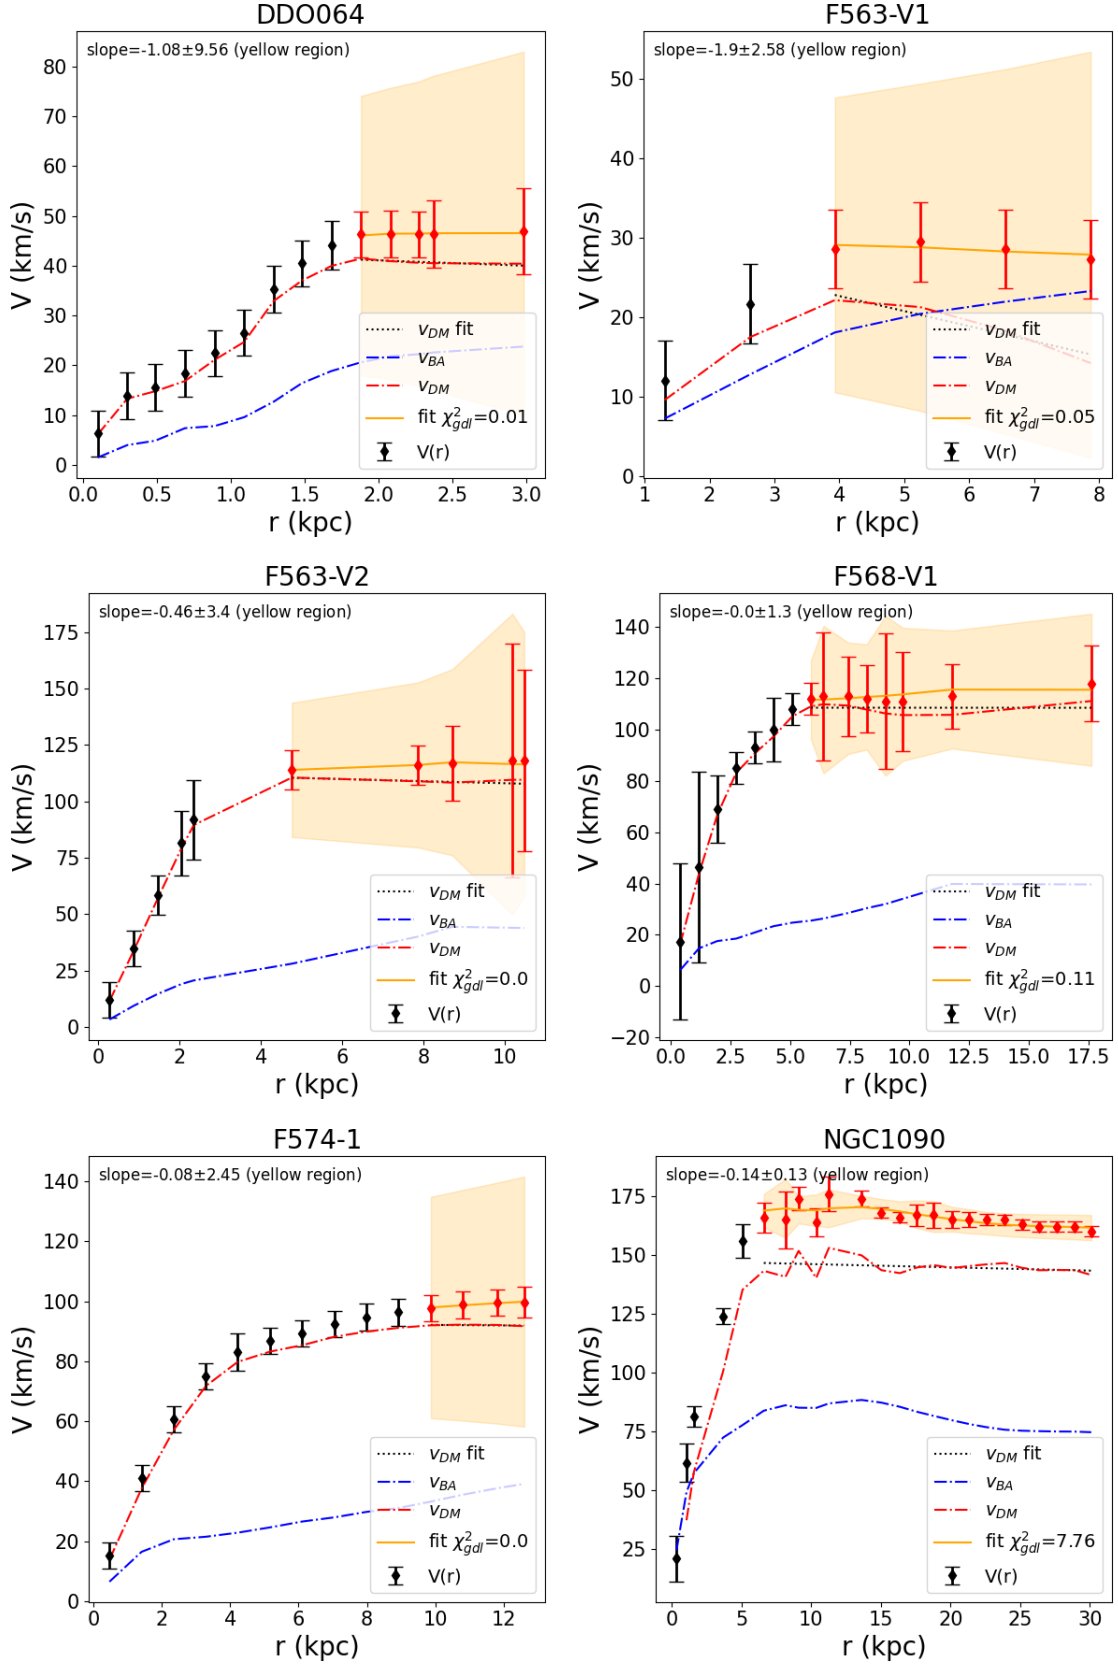 DDO064
slope=-1.08±9.56 (yellow region)
80
70
60
50
40
30
20
10
0
V (km/s)
v_DM fit
v_BA
v_DM
fit χ²_gdl=0.01
V(r)
0.0 0.5 1.0 1.5 2.0 2.5 3.0
r (kpc)
F563-V1
slope=-1.9±2.58 (yellow region)
50
40
30
20
10
0
V (km/s)
v_DM fit
v_BA
v_DM
fit χ²_gdl=0.05
V(r)
1 2 3 4 5 6 7 8
r (kpc)
F563-V2
slope=-0.46±3.4 (yellow region)
175
150
125
100
75
50
25
0
V (km/s)
v_DM fit
v_BA
v_DM
fit χ²_gdl=0.0
V(r)
0 2 4 6 8 10
r (kpc)
F568-V1
slope=-0.0±1.3 (yellow region)
140
120
100
80
60
40
20
0
−20
V (km/s)
v_DM fit
v_BA
v_DM
fit χ²_gdl=0.11
V(r)
0.0 2.5 5.0 7.5 10.0 12.5 15.0 17.5
r (kpc)
F574-1
slope=-0.08±2.45 (yellow region)
140
120
100
80
60
40
20
0
V (km/s)
v_DM fit
v_BA
v_DM
fit χ²_gdl=0.0
V(r)
0 2 4 6 8 10 12
r (kpc)
NGC1090
slope=-0.14±0.13 (yellow region)
175
150
125
100
75
50
25
V (km/s)
v_DM fit
v_BA
v_DM
fit χ²_gdl=7.76
V(r)
0 5 10 15 20 25 30
r (kpc)